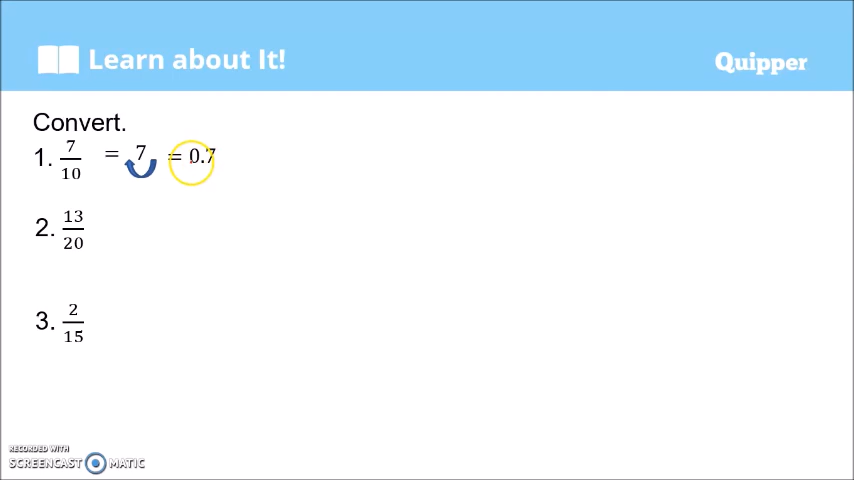 Learn about It!
Quipper
Convert.
1. 7/10 = 7 = 0.7
2. 13/20
3. 2/15
RECORDED WITH
SCREENCAST MATIC